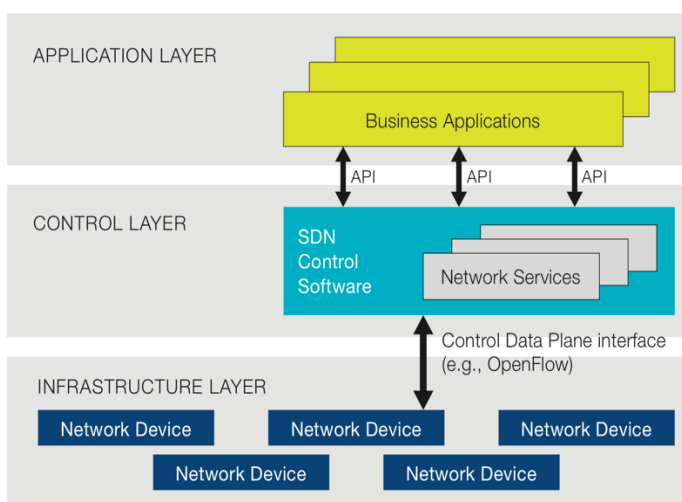 APPLICATION LAYER
Business Applications
API
API
API
CONTROL LAYER
SDN
Control
Software
Network Services
Control Data Plane interface
(e.g., OpenFlow)
INFRASTRUCTURE LAYER
Network Device
Network Device
Network Device
Network Device
Network Device